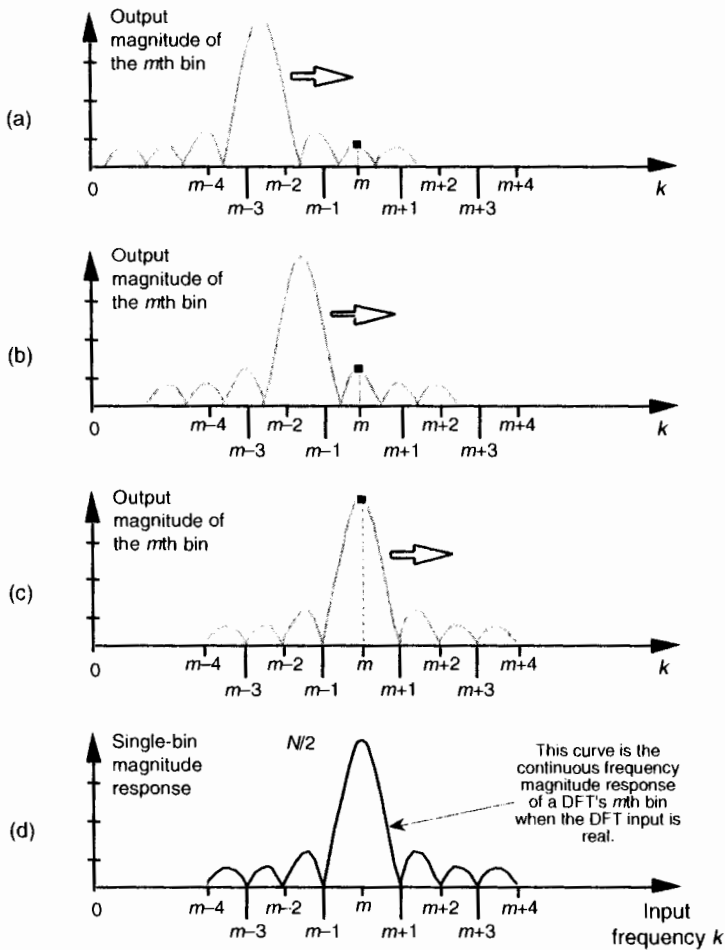 Output
magnitude of
the mth bin
(a)
0
m–4
m–2
m
m+2
m+4
k
m–3
m–1
m+1
m+3
Output
magnitude of
the mth bin
(b)
0
m–4
m–2
m
m+2
m+4
k
m–3
m–1
m+1
m+3
Output
magnitude of
the mth bin
(c)
0
m–4
m–2
m
m+2
m+4
k
m–3
m–1
m+1
m+3
Single-bin
magnitude
response
N/2
This curve is the
continuous frequency
magnitude response
of a DFT's mth bin
when the DFT input is
real.
(d)
0
m–4
m–2
m
m+2
m+4
Input
m–3
m–1
m+1
m+3
frequency k